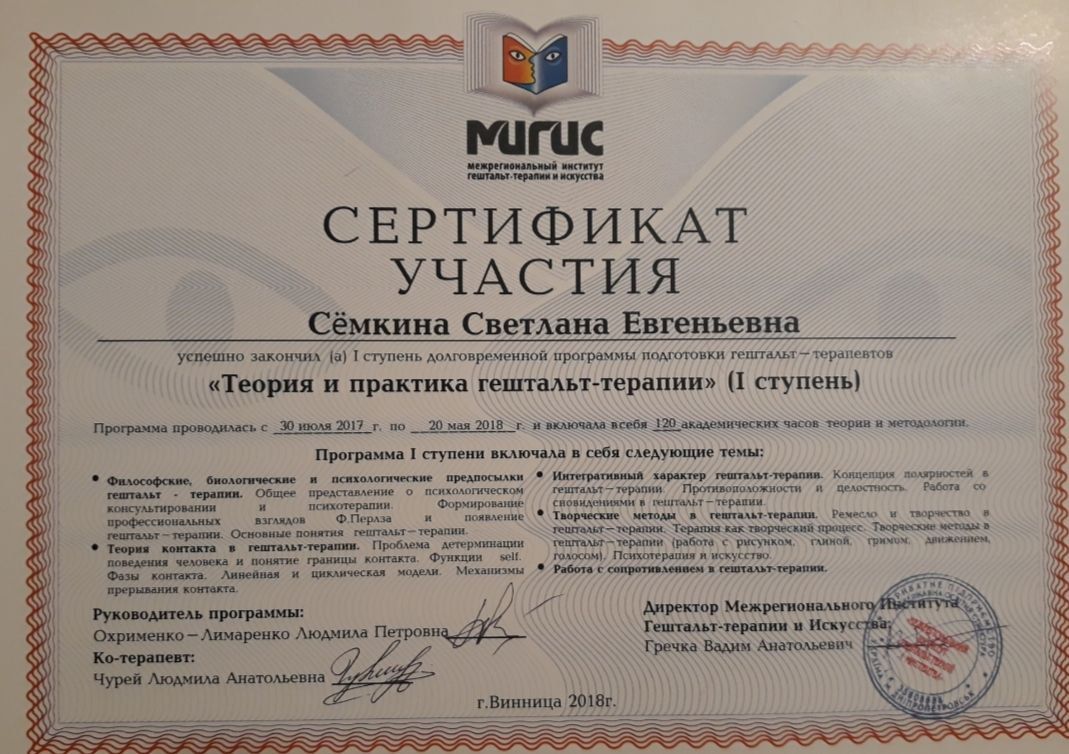 МИГИС
межрегиональный институт
гештальт-терапии и искусства
СЕРТИФИКАТ
УЧАСТИЯ
Сёмкина Светлана Евгеньевна
успешно закончил (а) I ступень долговременной программы подготовки гештальт-терапевтов
«Теория и практика гештальт-терапии» (I ступень)
Программа проводилась с 30 июля 2017 г. по 20 мая 2018 г. и включала всебя 120 академических часов теории и методологии.
Программа I ступени включала в себя следующие темы:
• Философские, биологические и психологические предпосылки
гештальт - терапии. Общее представление о психологическом
консультировании и психотерапии. Формирование
профессиональных взглядов Ф.Перлза и появление
гештальт-терапии. Основные понятия гештальт-терапии.
• Теория контакта в гештальт-терапии. Проблема детерминации
поведения человека и понятие границы контакта. Функции self.
Фазы контакта. Линейная и циклическая модели. Механизмы
прерывания контакта.
• Интегративный характер гештальт-терапии. Концепция полярностей в
гештальт-терапии. Противоположности и целостность. Работа со
сновидениями в гештальт-терапии.
• Творческие методы в гештальт-терапии. Ремесло и творчество в
гештальт-терапии. Терапия как творческий процесс. Творческие методы в
гештальт-терапии (работа с рисунком, глиной, гримом, движением,
голосом). Психотерапия и искусство.
• Работа с сопротивлением в гештальт-терапии.
Руководитель программы:
Охрименко-Лимаренко Людмила Петровна
Ко-терапевт:
Чурей Людмила Анатольевна
Директор Межрегионального Института
Гештальт-терапии и Искусства:
Гречка Вадим Анатольевич
г.Винница 2018г.